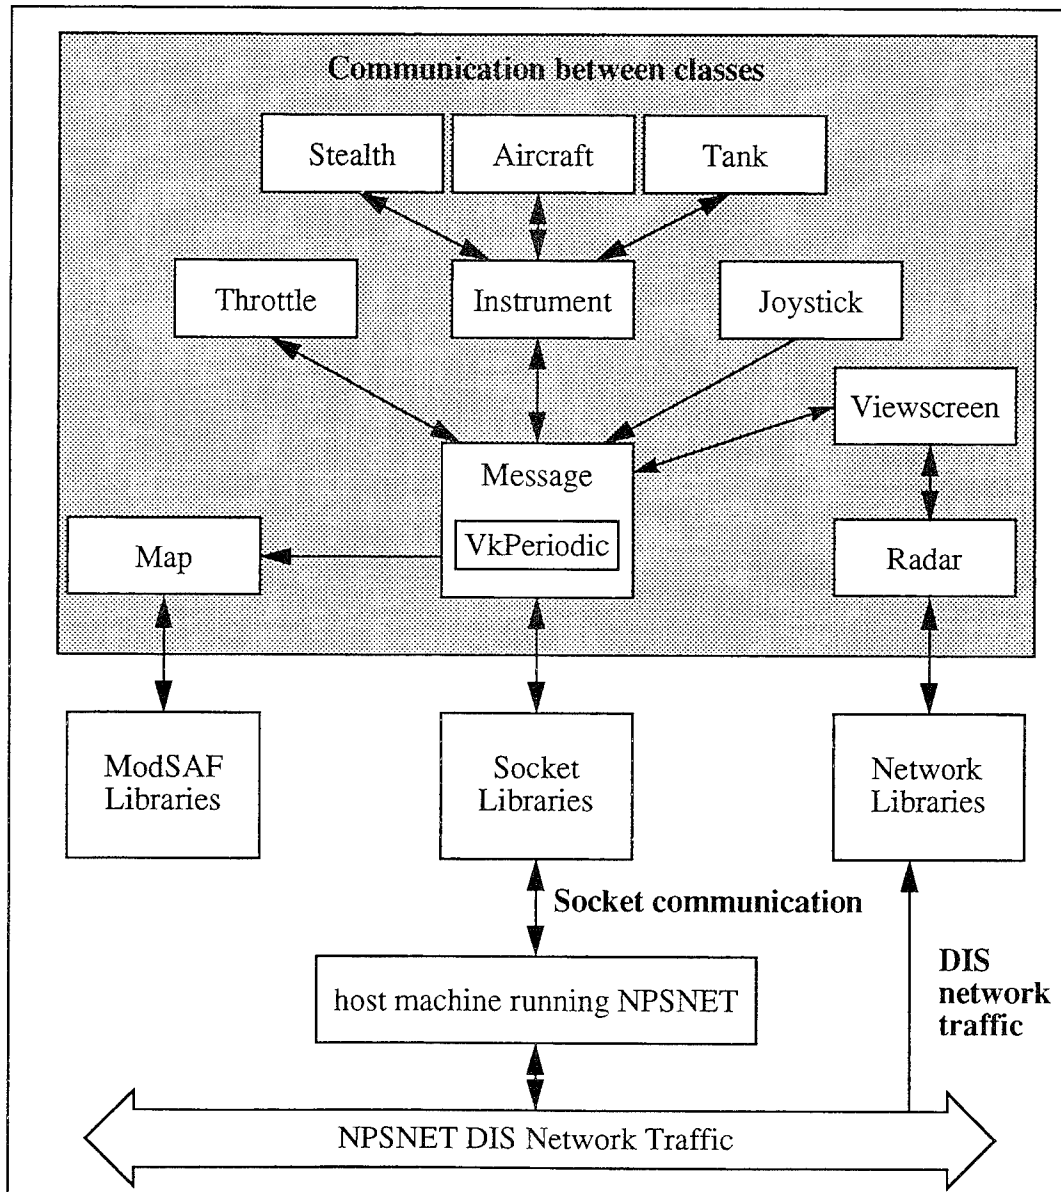 Communication between classes
Stealth
Aircraft
Tank
Throttle
Instrument
Joystick
Viewscreen
Message
VkPeriodic
Map
Radar
ModSAF
Libraries
Socket
Libraries
Network
Libraries
Socket communication
DIS
network
traffic
host machine running NPSNET
NPSNET DIS Network Traffic